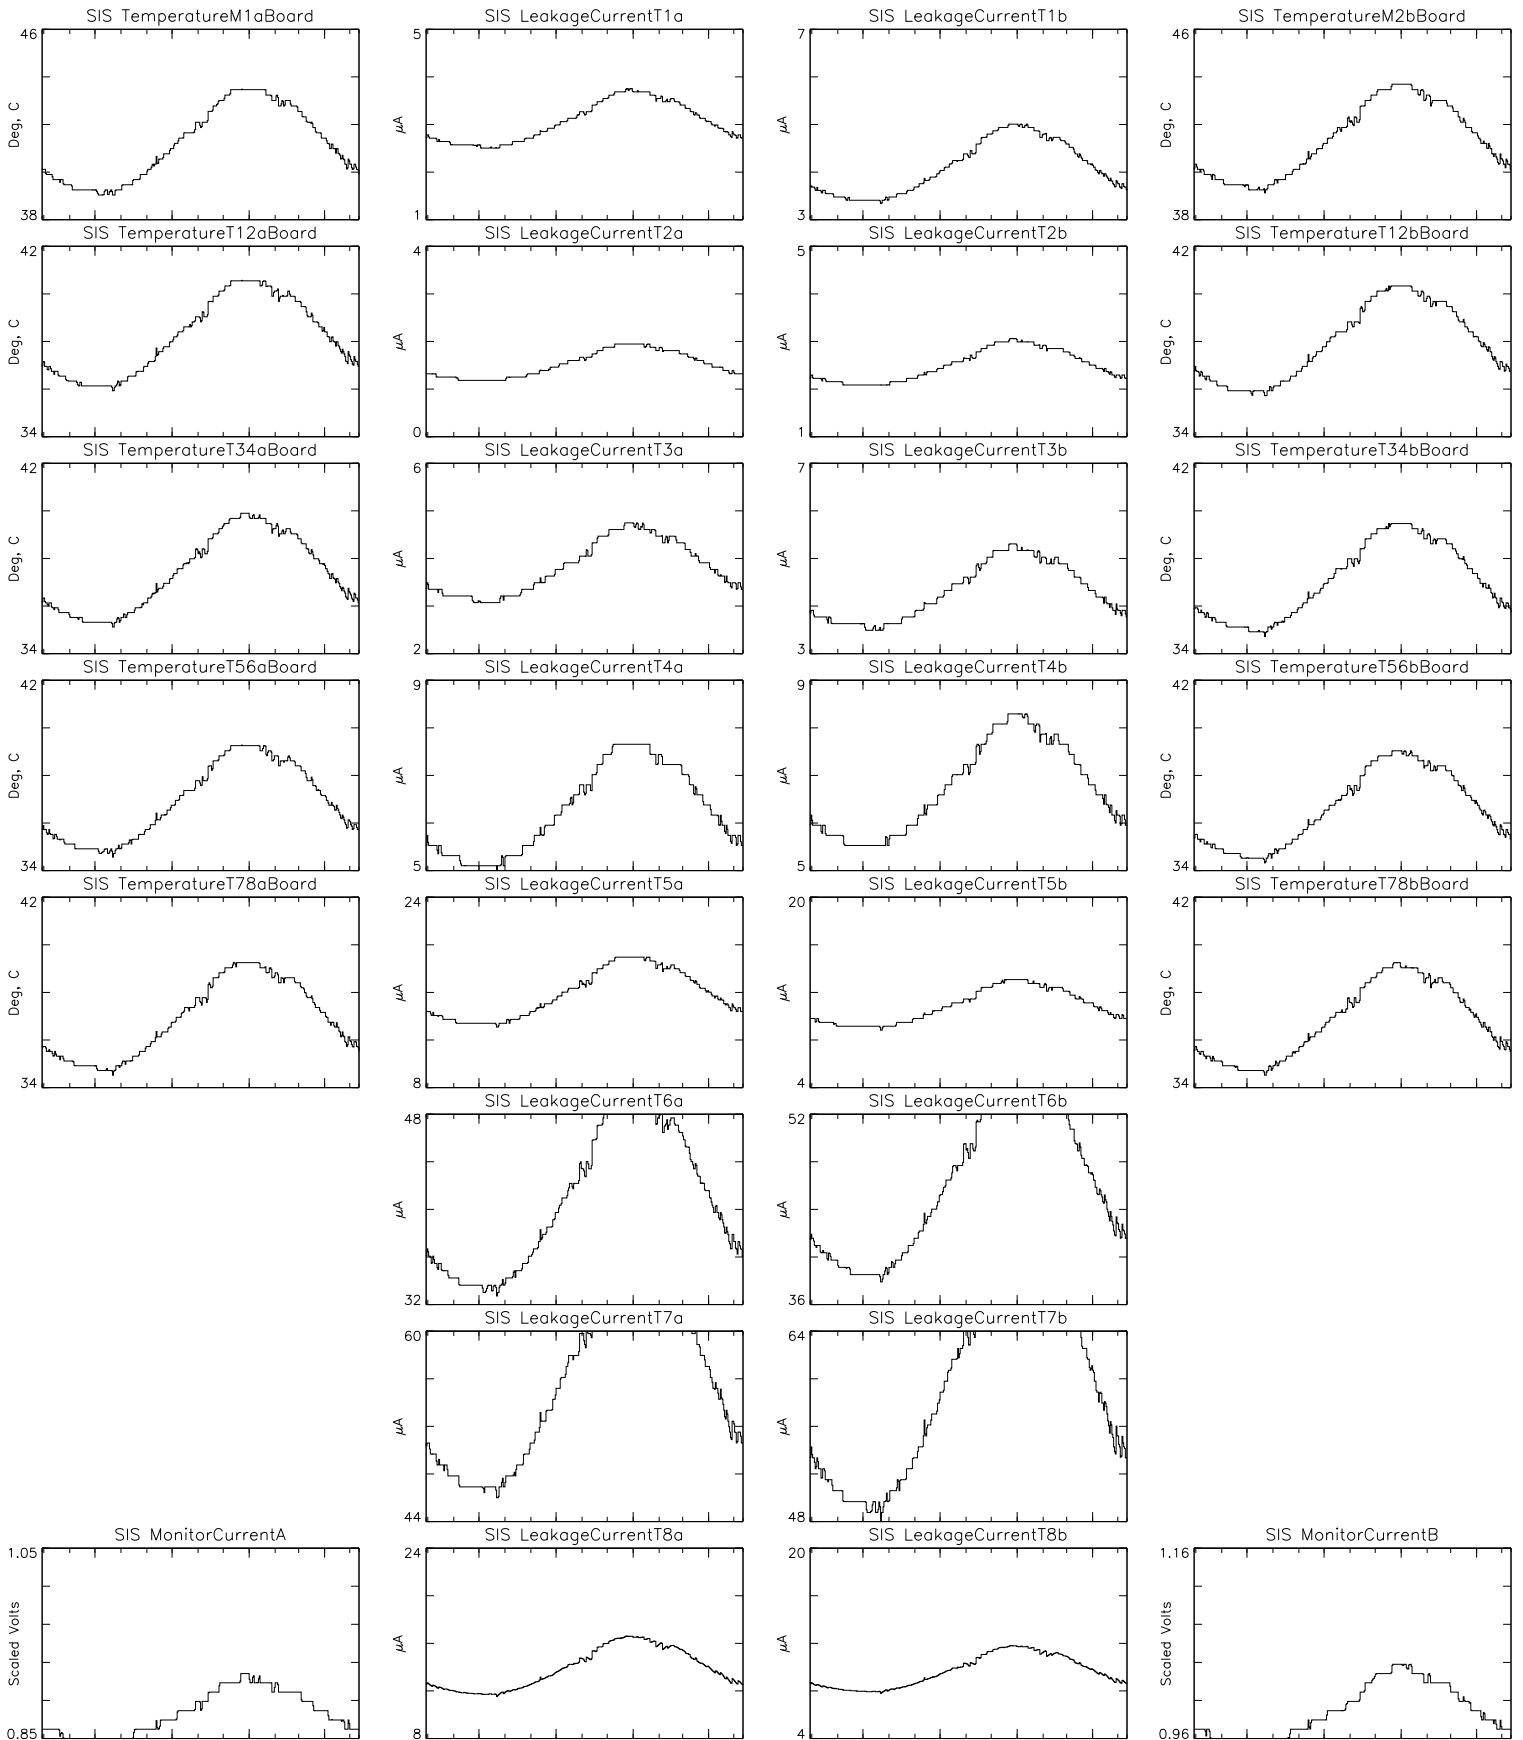 SIS TemperatureM1aBoard
46
Deg, C
38
SIS LeakageCurrentT1a
5
μA
1
SIS LeakageCurrentT1b
7
μA
3
SIS TemperatureM2bBoard
46
Deg, C
38
SIS TemperatureT12aBoard
42
Deg, C
34
SIS LeakageCurrentT2a
4
μA
0
SIS LeakageCurrentT2b
5
μA
1
SIS TemperatureT12bBoard
42
Deg, C
34
SIS TemperatureT34aBoard
42
Deg, C
34
SIS LeakageCurrentT3a
6
μA
2
SIS LeakageCurrentT3b
7
μA
3
SIS TemperatureT34bBoard
42
Deg, C
34
SIS TemperatureT56aBoard
42
Deg, C
34
SIS LeakageCurrentT4a
9
μA
5
SIS LeakageCurrentT4b
9
μA
5
SIS TemperatureT56bBoard
42
Deg, C
34
SIS TemperatureT78aBoard
42
Deg, C
34
SIS LeakageCurrentT5a
24
μA
8
SIS LeakageCurrentT5b
20
μA
4
SIS TemperatureT78bBoard
42
Deg, C
34
SIS LeakageCurrentT6a
48
μA
32
SIS LeakageCurrentT6b
52
μA
36
SIS LeakageCurrentT7a
60
μA
44
SIS LeakageCurrentT7b
64
μA
48
SIS MonitorCurrentA
1.05
Scaled Volts
0.85
SIS LeakageCurrentT8a
24
μA
8
SIS LeakageCurrentT8b
20
μA
4
SIS MonitorCurrentB
1.16
Scaled Volts
0.96